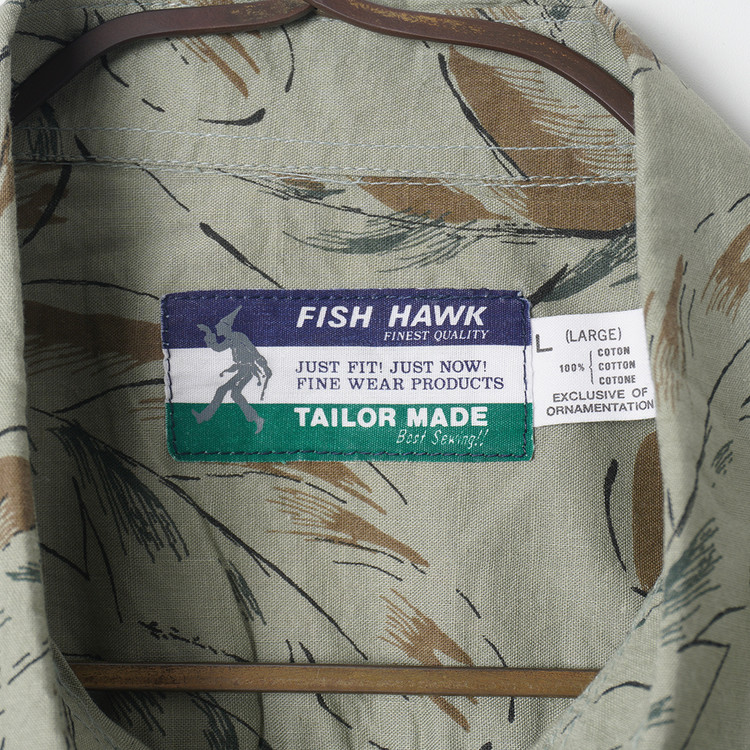 FISH HAWK
FINEST QUALITY
JUST FIT! JUST NOW!
FINE WEAR PRODUCTS
TAILOR MADE
Best Sewing!!
L (LARGE)
100% COTON
COTTON
COTONE
EXCLUSIVE OF
ORNAMENTATION